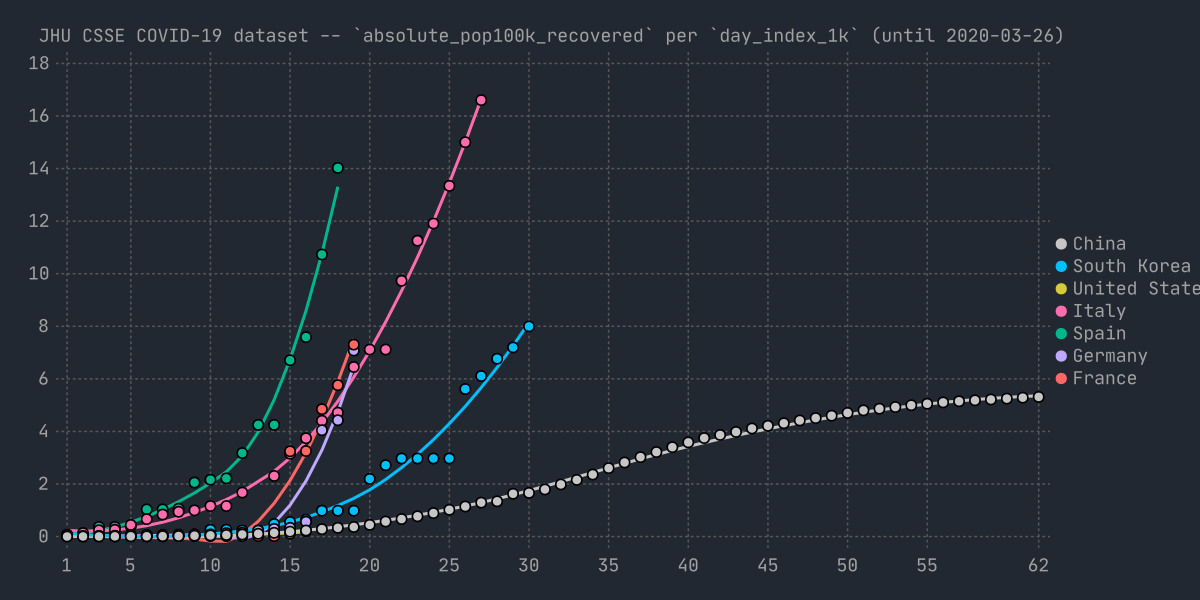 JHU CSSE COVID-19 dataset -- `absolute_pop100k_recovered` per `day_index_1k` (until 2020-03-26)
18
16
14
12
10
8
6
4
2
0
1 5 10 15 20 25 30 35 40 45 50 55 62
China
South Korea
United State
Italy
Spain
Germany
France